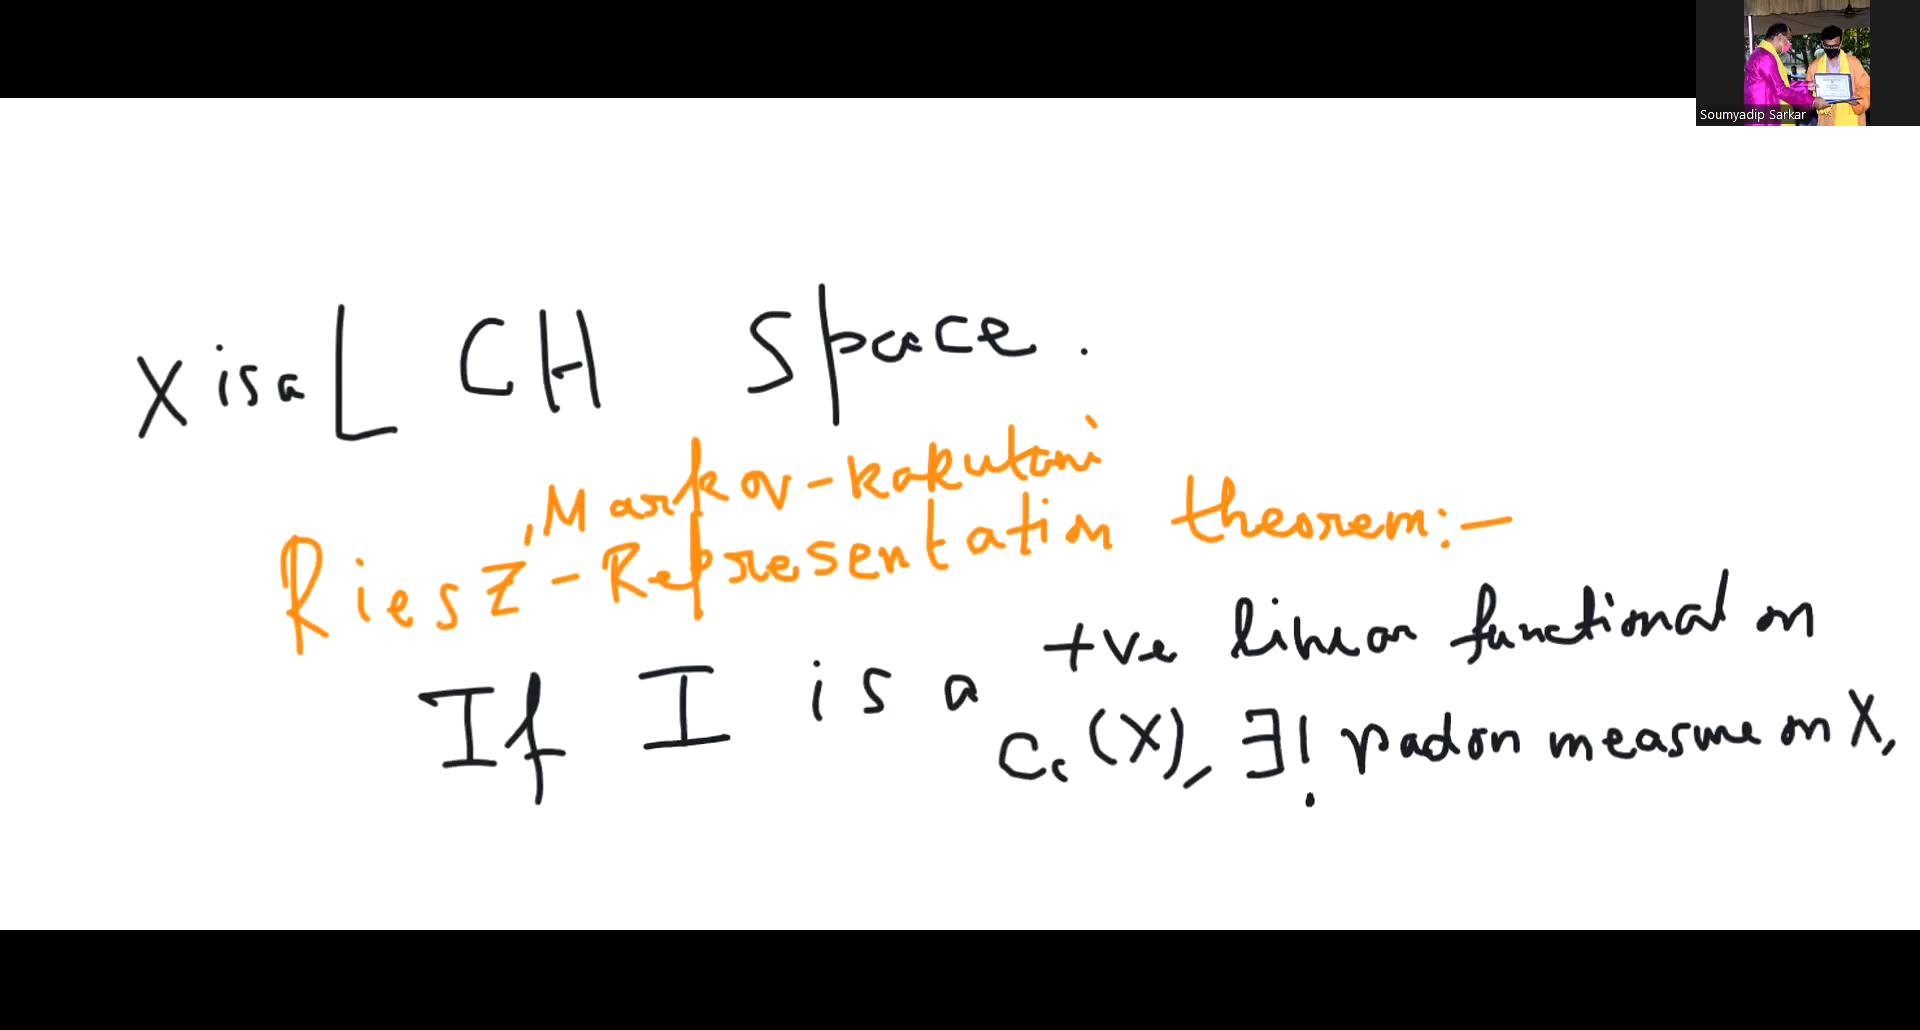 Soumyadip Sarkar
X is a LCH Space.
Riesz, Markov-Kakutani
-Representation theorem:-
If I is a +ve linear functional on
Cc(X), ∃! radon measure on X,